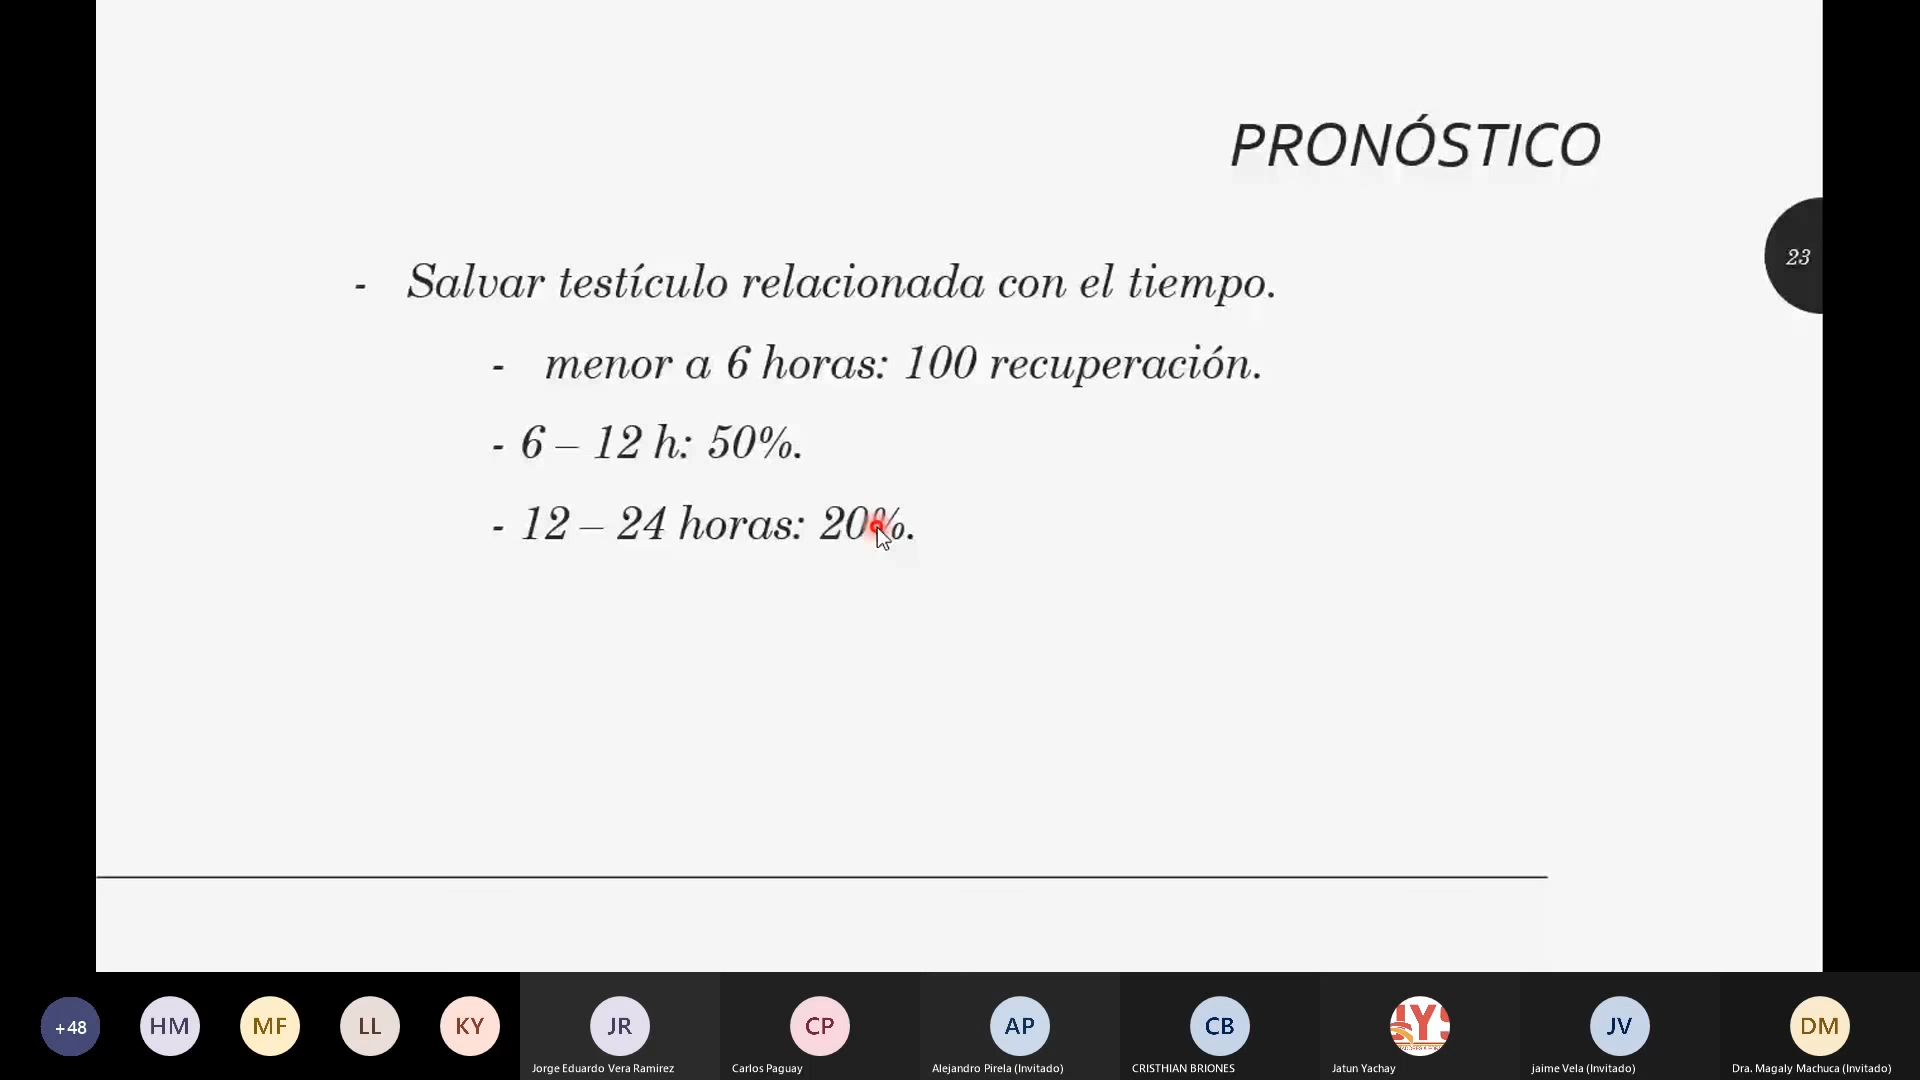 PRONÓSTICO
23
- Salvar testículo relacionada con el tiempo.
- menor a 6 horas: 100 recuperación.
- 6 – 12 h: 50%.
- 12 – 24 horas: 20%.
+48
HM
MF
LL
KY
JR
CP
AP
CB
JV
DM
Jorge Eduardo Vera Ramirez
Carlos Paguay
Alejandro Pirela (Invitado)
CRISTHIAN BRIONES
Jatun Yachay
jaime Vela (Invitado)
Dra. Magaly Machuca (Invitado)